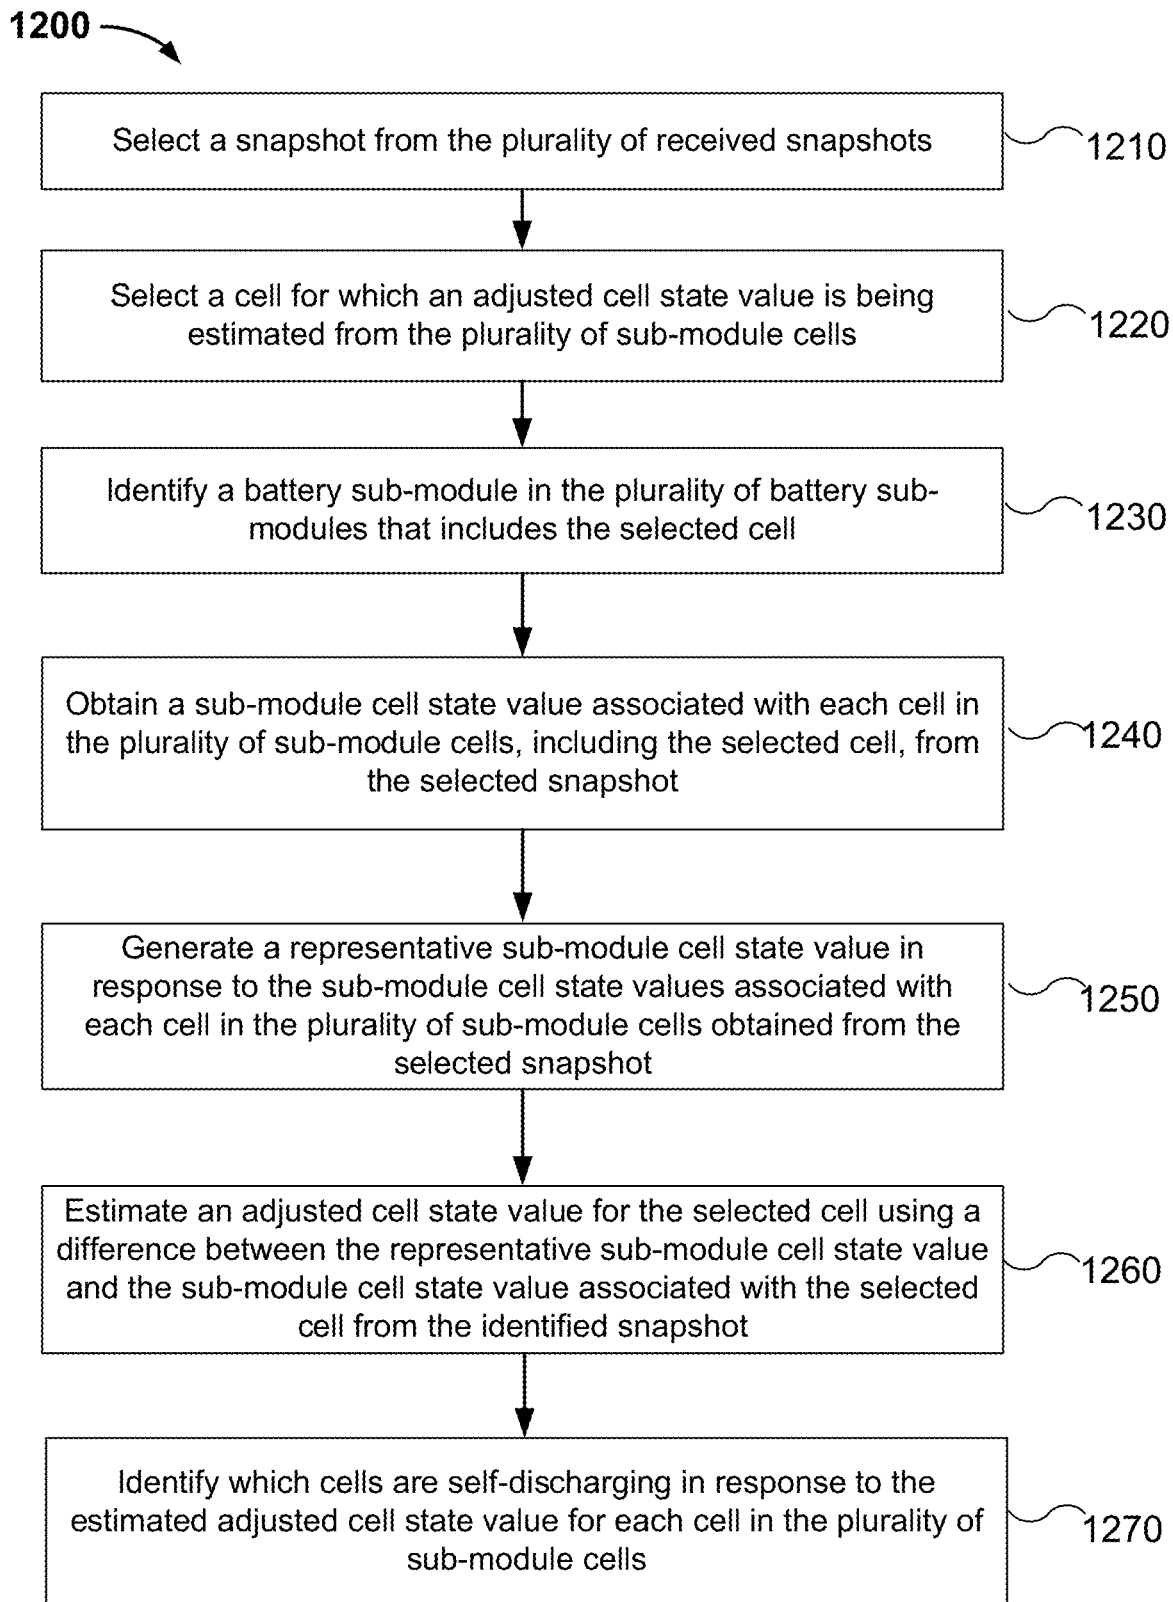 1200
Select a snapshot from the plurality of received snapshots
1210
Select a cell for which an adjusted cell state value is being
estimated from the plurality of sub-module cells
1220
Identify a battery sub-module in the plurality of battery sub-
modules that includes the selected cell
1230
Obtain a sub-module cell state value associated with each cell in
the plurality of sub-module cells, including the selected cell, from
the selected snapshot
1240
Generate a representative sub-module cell state value in
response to the sub-module cell state values associated with
each cell in the plurality of sub-module cells obtained from the
selected snapshot
1250
Estimate an adjusted cell state value for the selected cell using a
difference between the representative sub-module cell state value
and the sub-module cell state value associated with the selected
cell from the identified snapshot
1260
Identify which cells are self-discharging in response to the
estimated adjusted cell state value for each cell in the plurality of
sub-module cells
1270